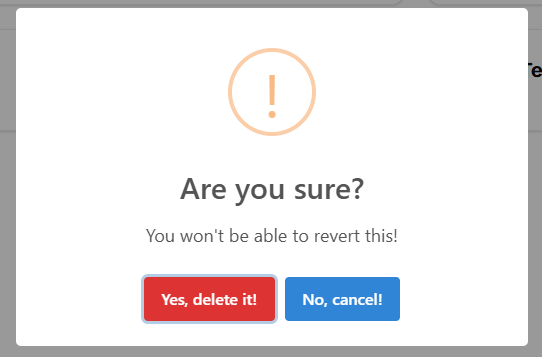 Are you sure?
You won't be able to revert this!
Yes, delete it!
No, cancel!